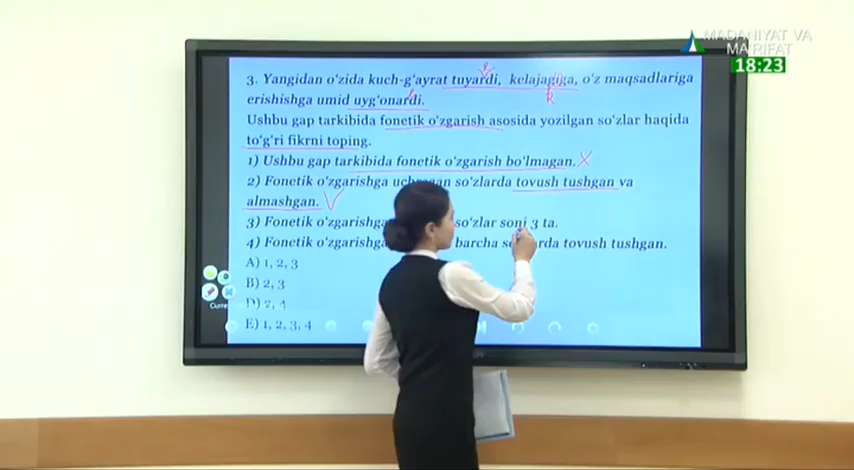 MADANIYAT VA
MA'RIFAT
18:23
3. Yangidan o'zida kuch-g'ayrat tuyardi, kelajagiga, o'z maqsadlariga
erishishga umid uyg'onardi.
Ushbu gap tarkibida fonetik o'zgarish asosida yozilgan so'zlar haqida
to'g'ri fikrni toping.
1) Ushbu gap tarkibida fonetik o'zgarish bo'lmagan.
2) Fonetik o'zgarishga so'zlarda tovush tushgan va
almashgan.
3) Fonetik o'zgarishga so'zlar soni 3 ta.
4) Fonetik o'zgarishga barcha tovush tushgan.
A) 1, 2, 3
B) 2, 3
D) 2, 4
E) 1, 2, 3, 4